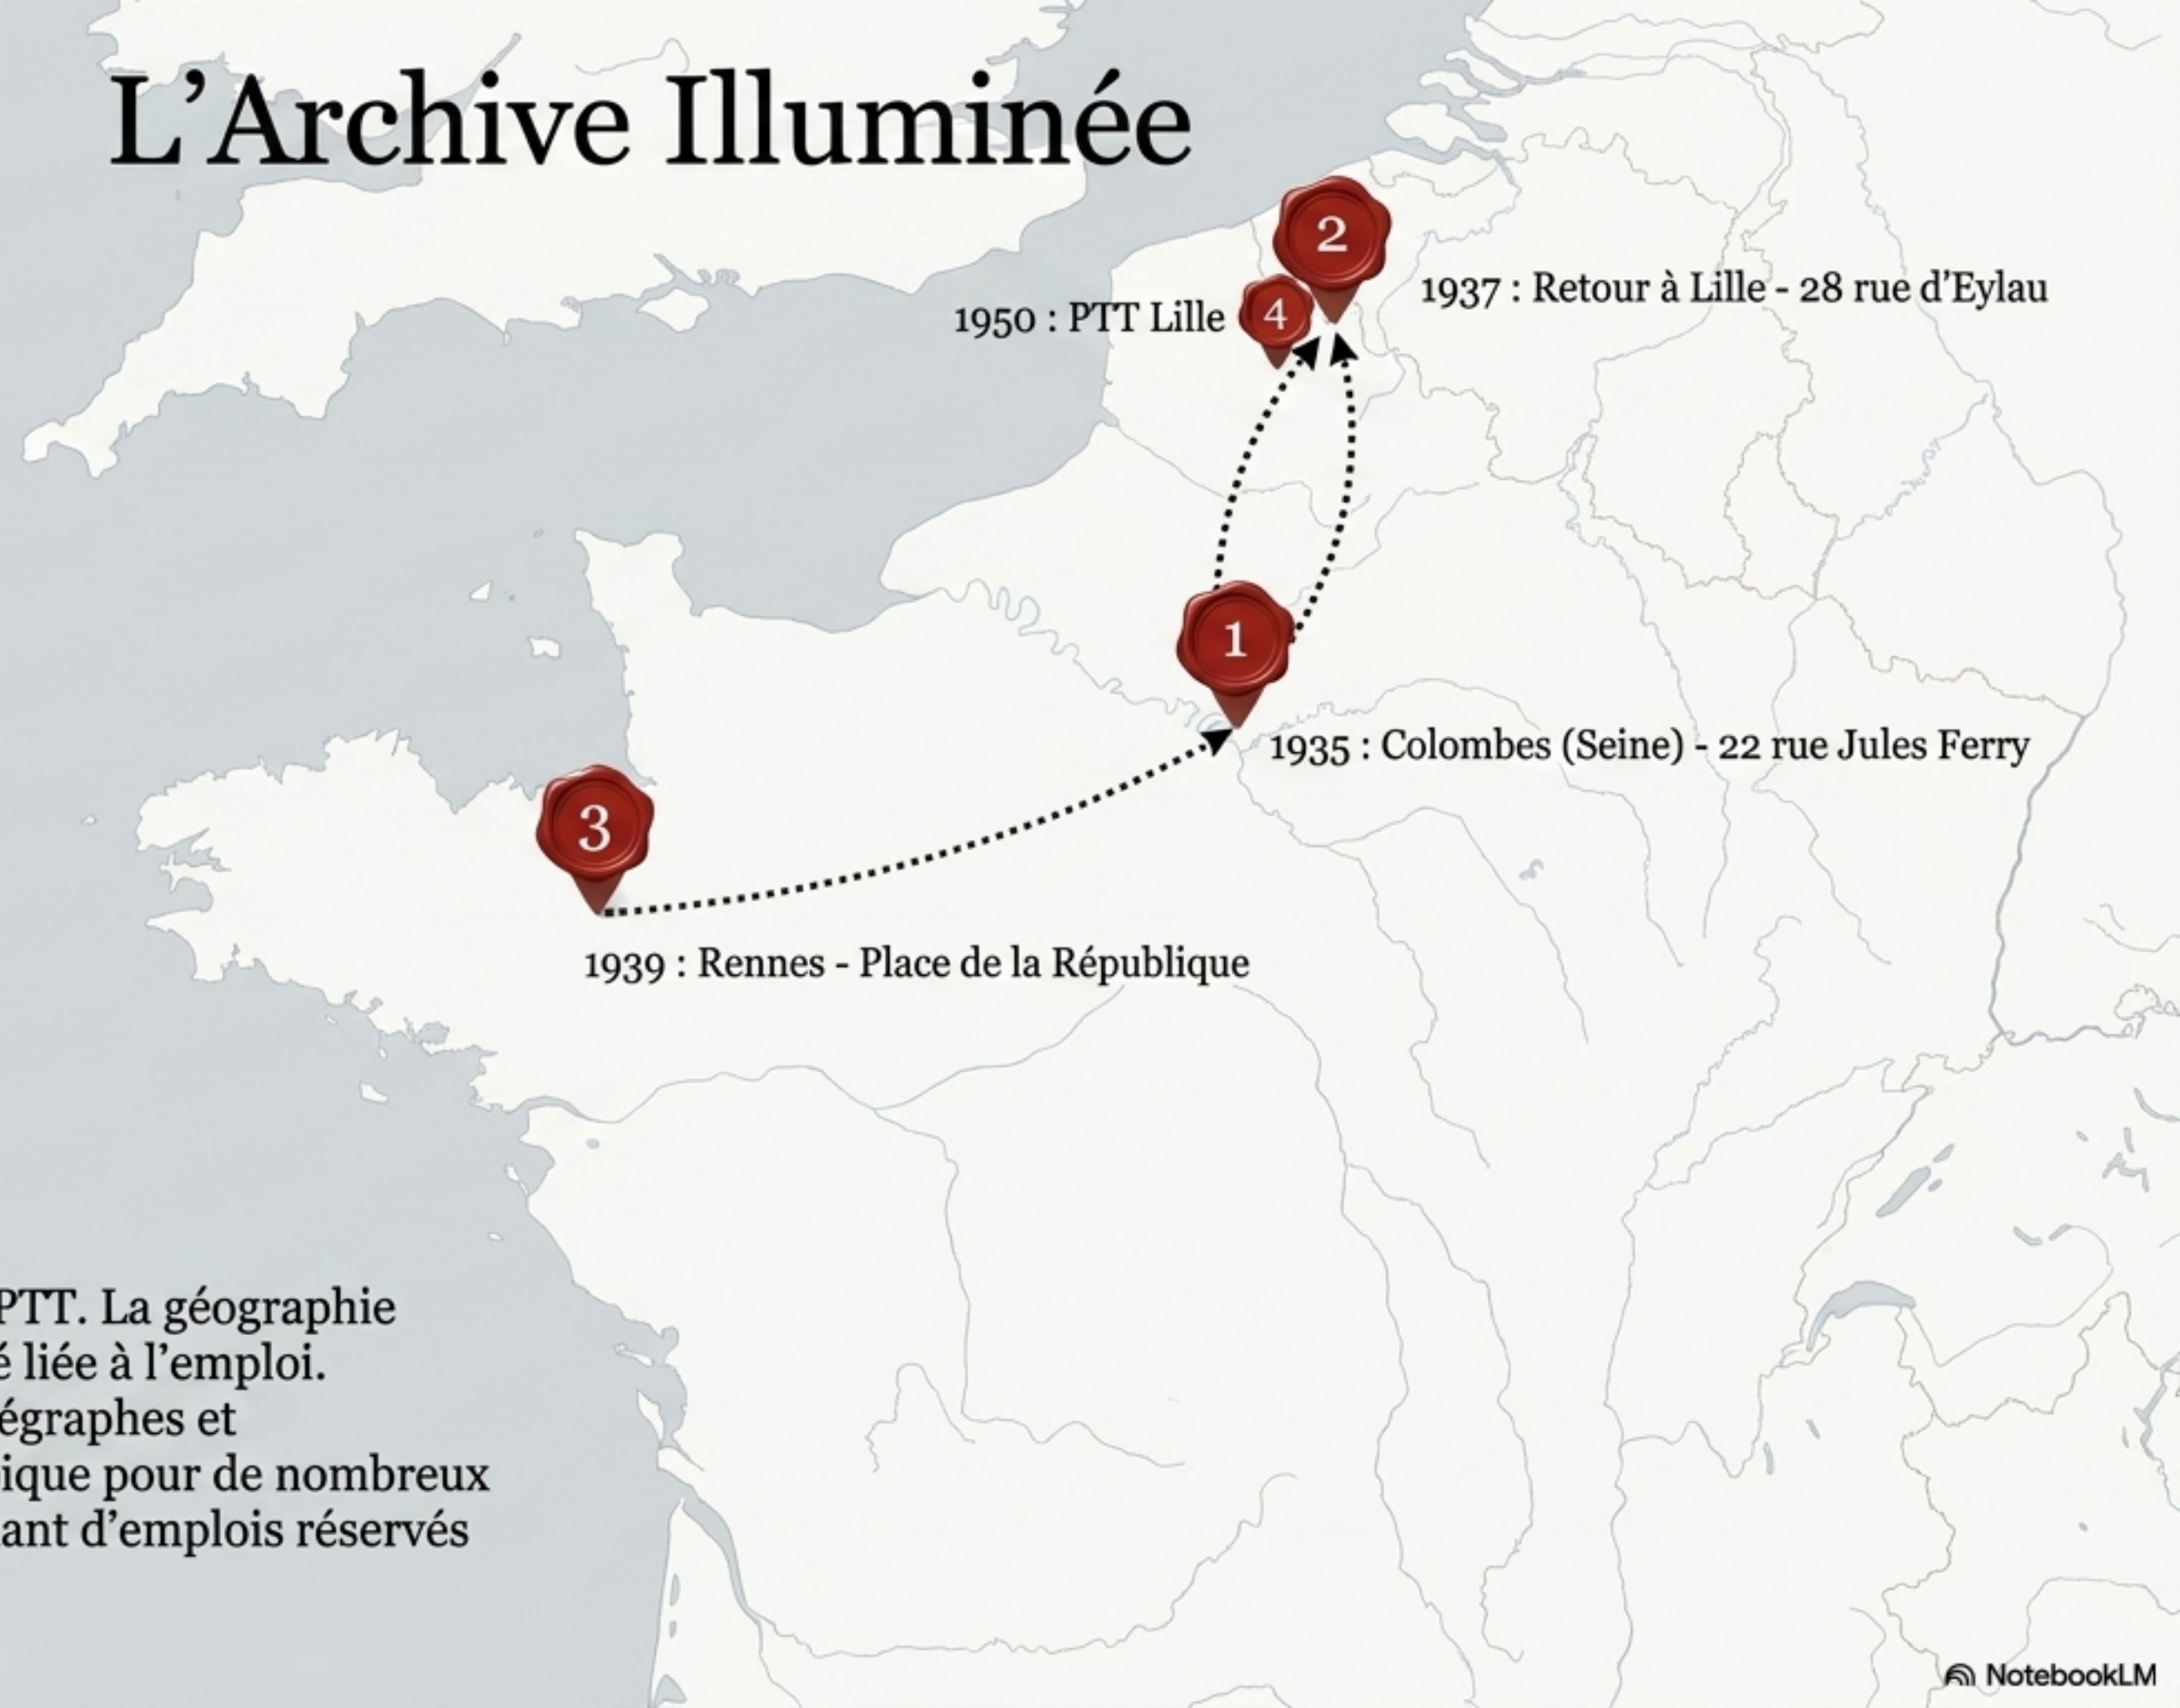 L’Archive Illuminée
2
1937 : Retour à Lille - 28 rue d’Eylau
1950 : PTT Lille
4
1
1935 : Colombes (Seine) - 22 rue Jules Ferry
3
1939 : Rennes - Place de la République
PTT. La géographie
é liée à l’emploi.
égraphes et
ique pour de nombreux
ant d’emplois réservés
NotebookLM